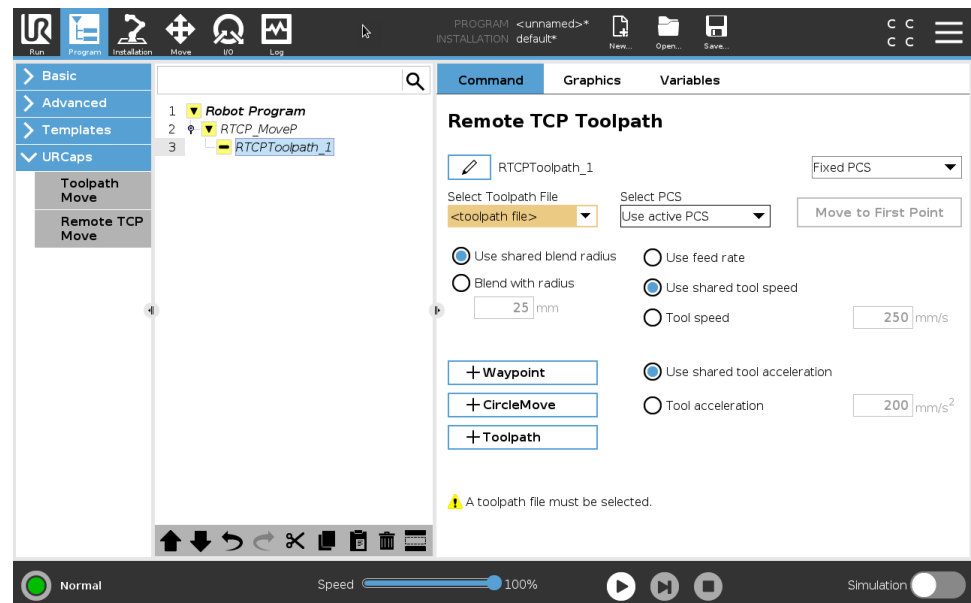 PROGRAM <unnamed>*
INSTALLATION default*
Run Program Installation Move I/O Log New... Open... Save...
C C
C C
Basic
Advanced
Templates
URCaps
Toolpath
Move
Remote TCP
Move
1 Robot Program
2 RTCP_MoveP
3 RTCPToolpath_1
Command Graphics Variables
Remote TCP Toolpath
RTCPToolpath_1 Fixed PCS
Select Toolpath File Select PCS
<toolpath file> Use active PCS Move to First Point
Use shared blend radius Use feed rate
Blend with radius Use shared tool speed
25 mm Tool speed 250 mm/s
+Waypoint Use shared tool acceleration
+CircleMove Tool acceleration 200 mm/s²
+Toolpath
A toolpath file must be selected.
Normal Speed 100% Simulation